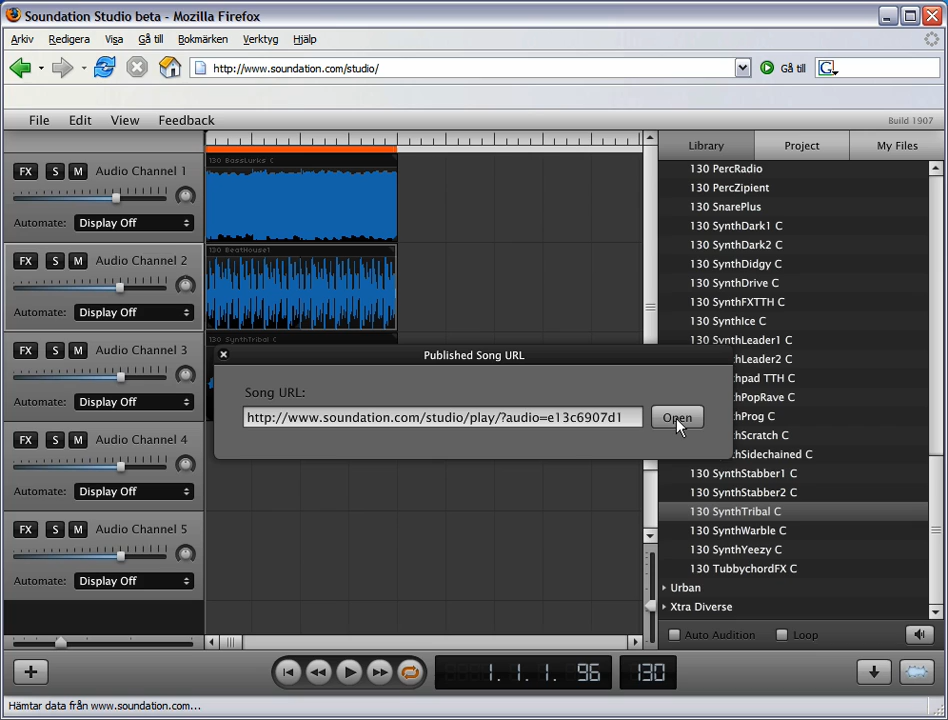 Soundation Studio beta - Mozilla Firefox
Arkiv Redigera Visa Gå till Bokmärken Verktyg Hjälp
http://www.soundation.com/studio/ Gå till G
File Edit View Feedback Build 1907
Library Project My Files
FX S M Audio Channel 1
Automate: Display Off
FX S M Audio Channel 2
Automate: Display Off
FX S M Audio Channel 3
Automate: Display Off
FX S M Audio Channel 4
Automate: Display Off
FX S M Audio Channel 5
Automate: Display Off
130 BassLurks C
130 BeatHouse1
130 SynthTribal C
Published Song URL
Song URL:
http://www.soundation.com/studio/play/?audio=e13c6907d1 Open
130 PercRadio
130 PercZipient
130 SnarePlus
130 SynthDark1 C
130 SynthDark2 C
130 SynthDidgy C
130 SynthDrive C
130 SynthFXTTH C
130 SynthIce C
130 SynthLeader1 C
thLeader2 C
thpad TTH C
thPopRave C
thProg C
thScratch C
thSidechained C
130 SynthStabber1 C
130 SynthStabber2 C
130 SynthTribal C
130 SynthWarble C
130 SynthYeezy C
130 TubbychordFX C
Urban
Xtra Diverse
Auto Audition Loop
1. 1. 1. 96 130
Hämtar data från www.soundation.com...